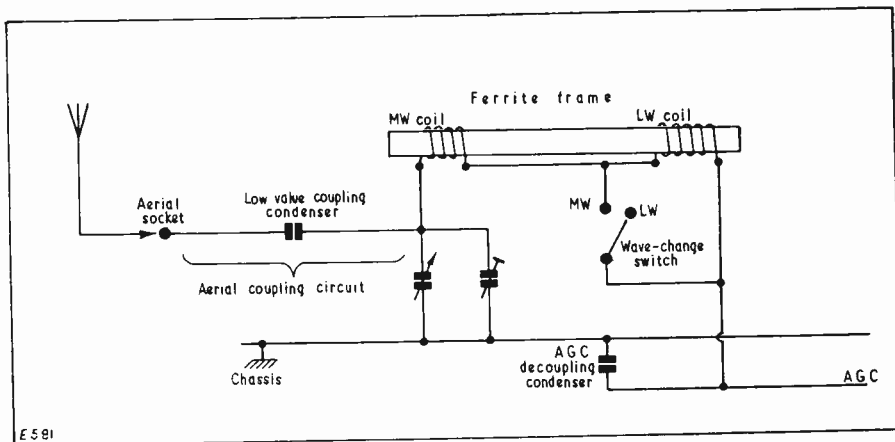 Ferrite frame
MW coil
LW coil
Aerial
socket
Low value coupling
condenser
MW
LW
Wave-change
switch
Aerial coupling circuit
Chassis
AGC
decoupling
condenser
AGC
E581